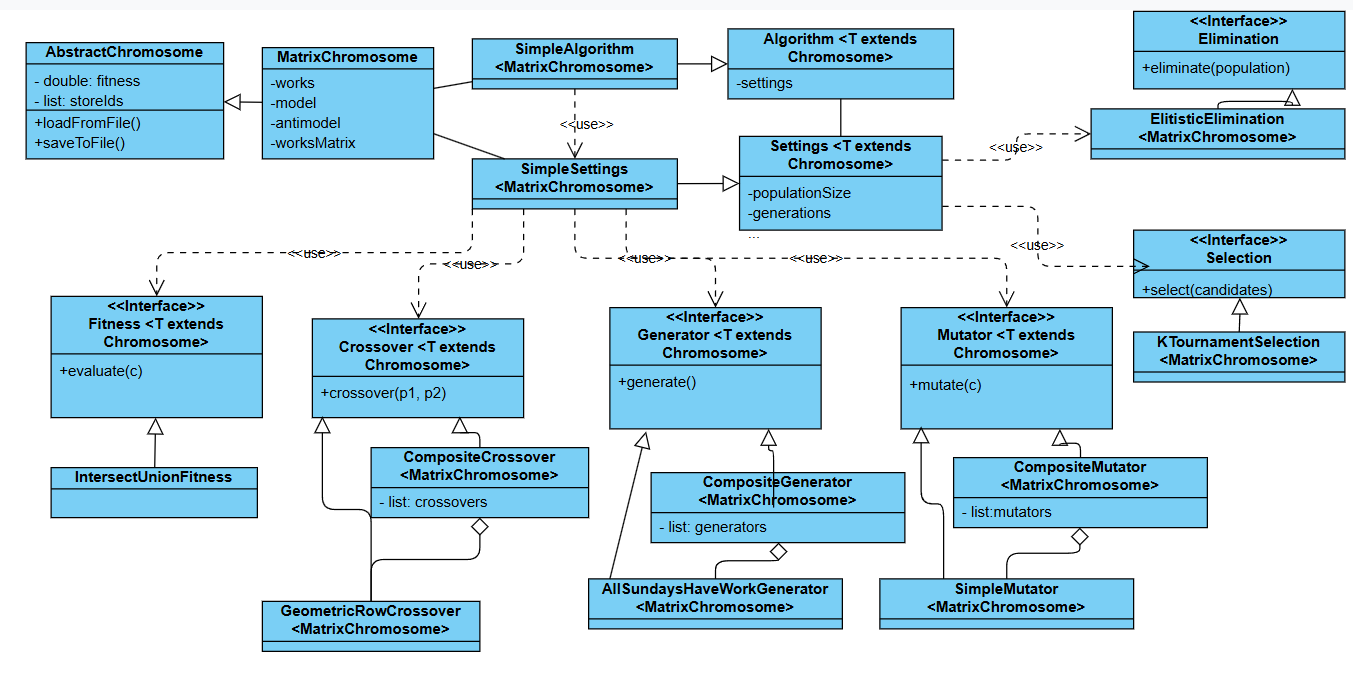 AbstractChromosome
- double: fitness
- list: storeIds
+loadFromFile()
+saveToFile()
MatrixChromosome
-works
-model
-antimodel
-worksMatrix
SimpleAlgorithm
<MatrixChromosome>
Algorithm <T extends
Chromosome>
-settings
<<Interface>>
Elimination
+eliminate(population)
<<use>>
ElitisticElimination
<MatrixChromosome>
SimpleSettings
<MatrixChromosome>
Settings <T extends
Chromosome>
-populationSize
-generations
...
<<use>>
<<use>>
<<Interface>>
Selection
+select(candidates)
KTournamentSelection
<MatrixChromosome>
<<use>>
<<use>>
<<use>>
<<use>>
<<Interface>>
Fitness <T extends
Chromosome>
+evaluate(c)
<<Interface>>
Crossover <T extends
Chromosome>
+crossover(p1, p2)
<<Interface>>
Generator <T extends
Chromosome>
+generate()
<<Interface>>
Mutator <T extends
Chromosome>
+mutate(c)
IntersectUnionFitness
CompositeCrossover
<MatrixChromosome>
- list: crossovers
CompositeGenerator
<MatrixChromosome>
- list: generators
CompositeMutator
<MatrixChromosome>
- list:mutators
GeometricRowCrossover
<MatrixChromosome>
AllSundaysHaveWorkGenerator
<MatrixChromosome>
SimpleMutator
<MatrixChromosome>